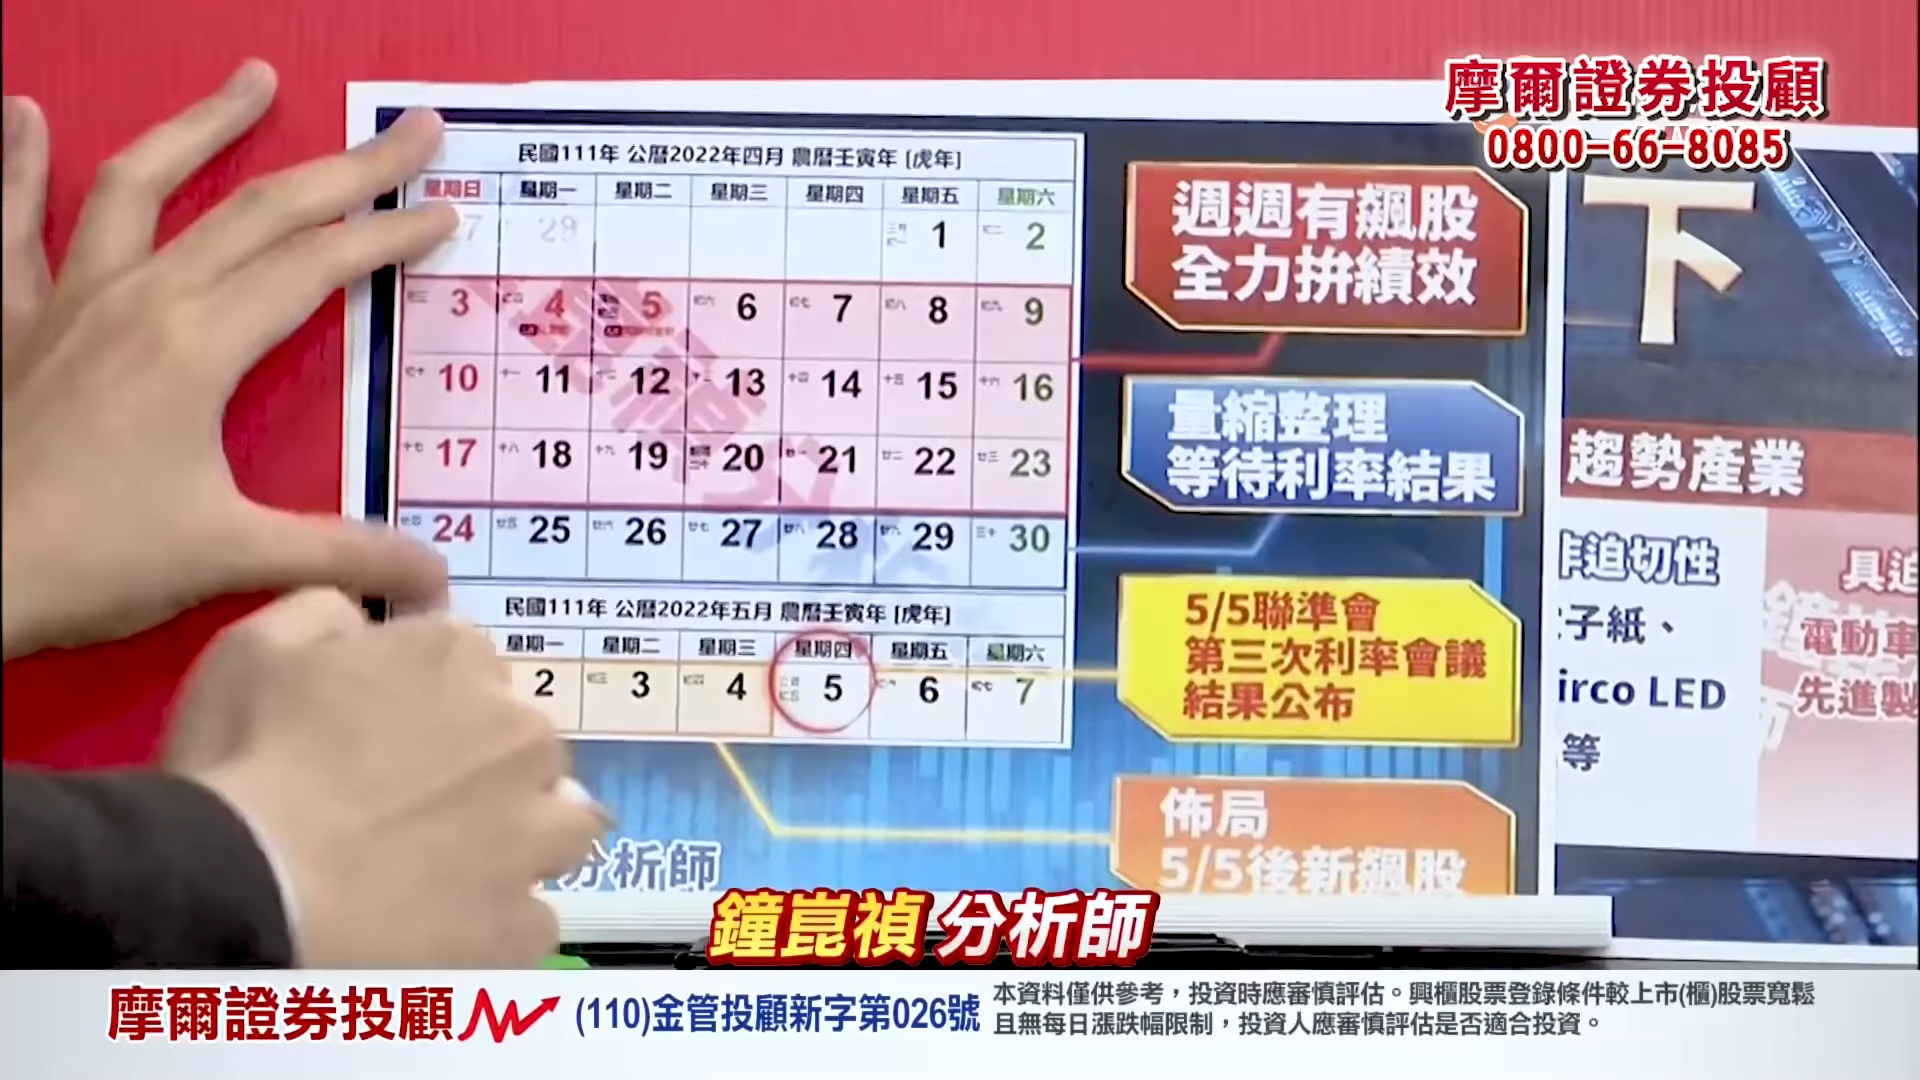 摩爾證券投顧
0800-66-8085
民國111年 公曆2022年四月 農曆壬寅年 [虎年]
星期日 星期一 星期二 星期三 星期四 星期五 星期六
1 2
3 4 5 6 7 8 9
10 11 12 13 14 15 16
17 18 19 20 21 22 23
24 25 26 27 28 29 30
民國111年 公曆2022年五月 農曆壬寅年 [虎年]
星期一 星期二 星期三 星期四 星期五 星期六
2 3 4 5 6 7
週週有飆股
全力拚績效
量縮整理
等待利率結果
5/5聯準會
第三次利率會議
結果公布
佈局
5/5後新飆股
下
趨勢產業
非迫切性
子紙、
irco LED
等
具迫
電動車
先進製
分析師
鐘崑禎 分析師
摩爾證券投顧
(110)金管投顧新字第026號
本資料僅供參考，投資時應審慎評估。興櫃股票登錄條件較上市(櫃)股票寬鬆
且無每日漲跌幅限制，投資人應審慎評估是否適合投資。